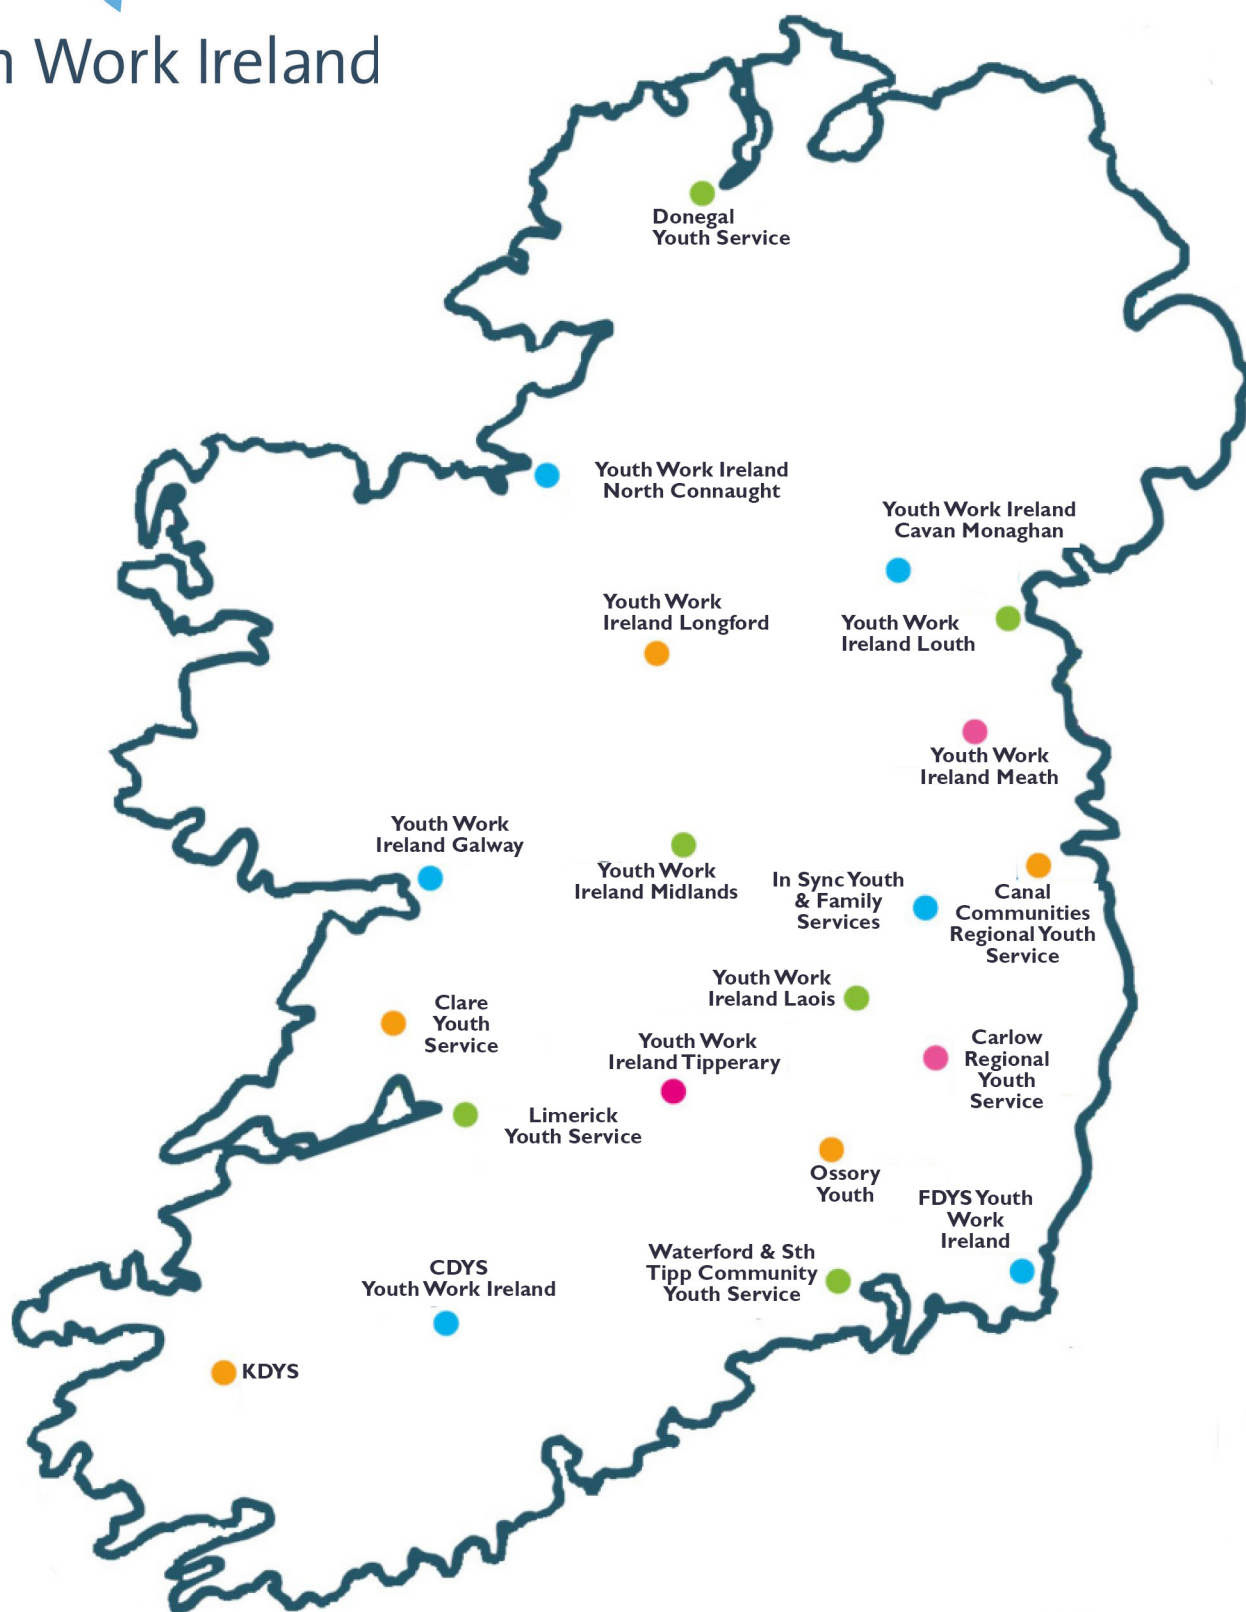 Work Ireland
Donegal
Youth Service
Youth Work Ireland
North Connaught
Youth Work Ireland
Cavan Monaghan
Youth Work
Ireland Longford
Youth Work
Ireland Louth
Youth Work
Ireland Meath
Youth Work
Ireland Galway
Youth Work
Ireland Midlands
In Sync Youth
& Family
Services
Canal
Communities
Regional Youth
Service
Youth Work
Ireland Laois
Clare
Youth
Service
Youth Work
Ireland Tipperary
Carlow
Regional
Youth
Service
Limerick
Youth Service
Ossory
Youth
FDYS Youth
Work
Ireland
Waterford & Sth
Tipp Community
Youth Service
CDYS
Youth Work Ireland
KDYS